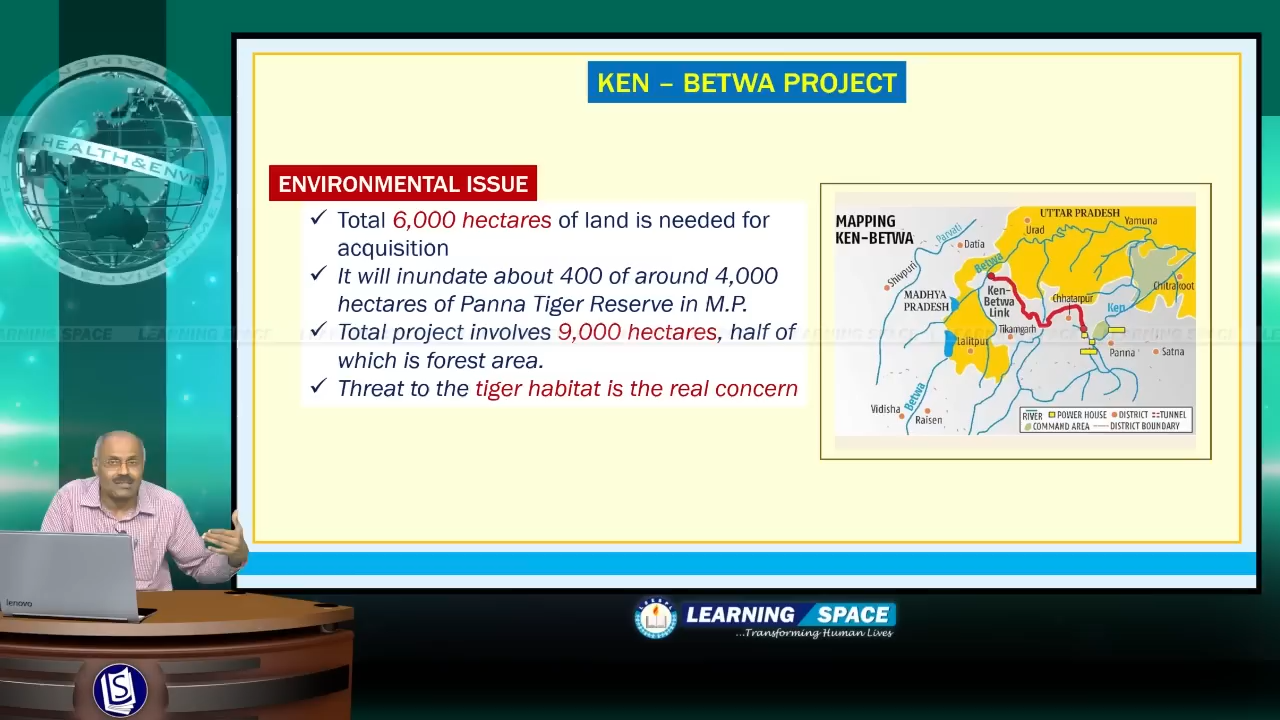 KEN – BETWA PROJECT
ENVIRONMENTAL ISSUE
✓ Total 6,000 hectares of land is needed for
acquisition
✓ It will inundate about 400 of around 4,000
hectares of Panna Tiger Reserve in M.P.
✓ Total project involves 9,000 hectares, half of
which is forest area.
✓ Threat to the tiger habitat is the real concern
MAPPING
KEN-BETWA
UTTAR PRADESH
Yamuna
Urad
Parvati
Datia
Betwa
Shivpuri
Chitrakoot
MADHYA
PRADESH
Ken-
Betwa
Link
Chhatarpur
Ken
Tikamgarh
Lalitpur
Panna
Satna
Betwa
Vidisha
Raisen
RIVER POWER HOUSE DISTRICT TUNNEL
COMMAND AREA DISTRICT BOUNDARY
HEALTH & ENVIR
LEARNING SPACE
lenovo
LEARNING SPACE
...Transforming Human Lives
LS